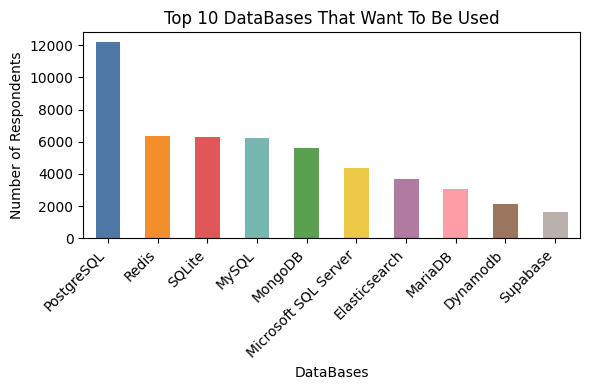 Top 10 DataBases That Want To Be Used
Number of Respondents
12000
10000
8000
6000
4000
2000
0
PostgreSQL
Redis
SQLite
MySQL
MongoDB
Microsoft SQL Server
Elasticsearch
MariaDB
Dynamodb
Supabase
DataBases